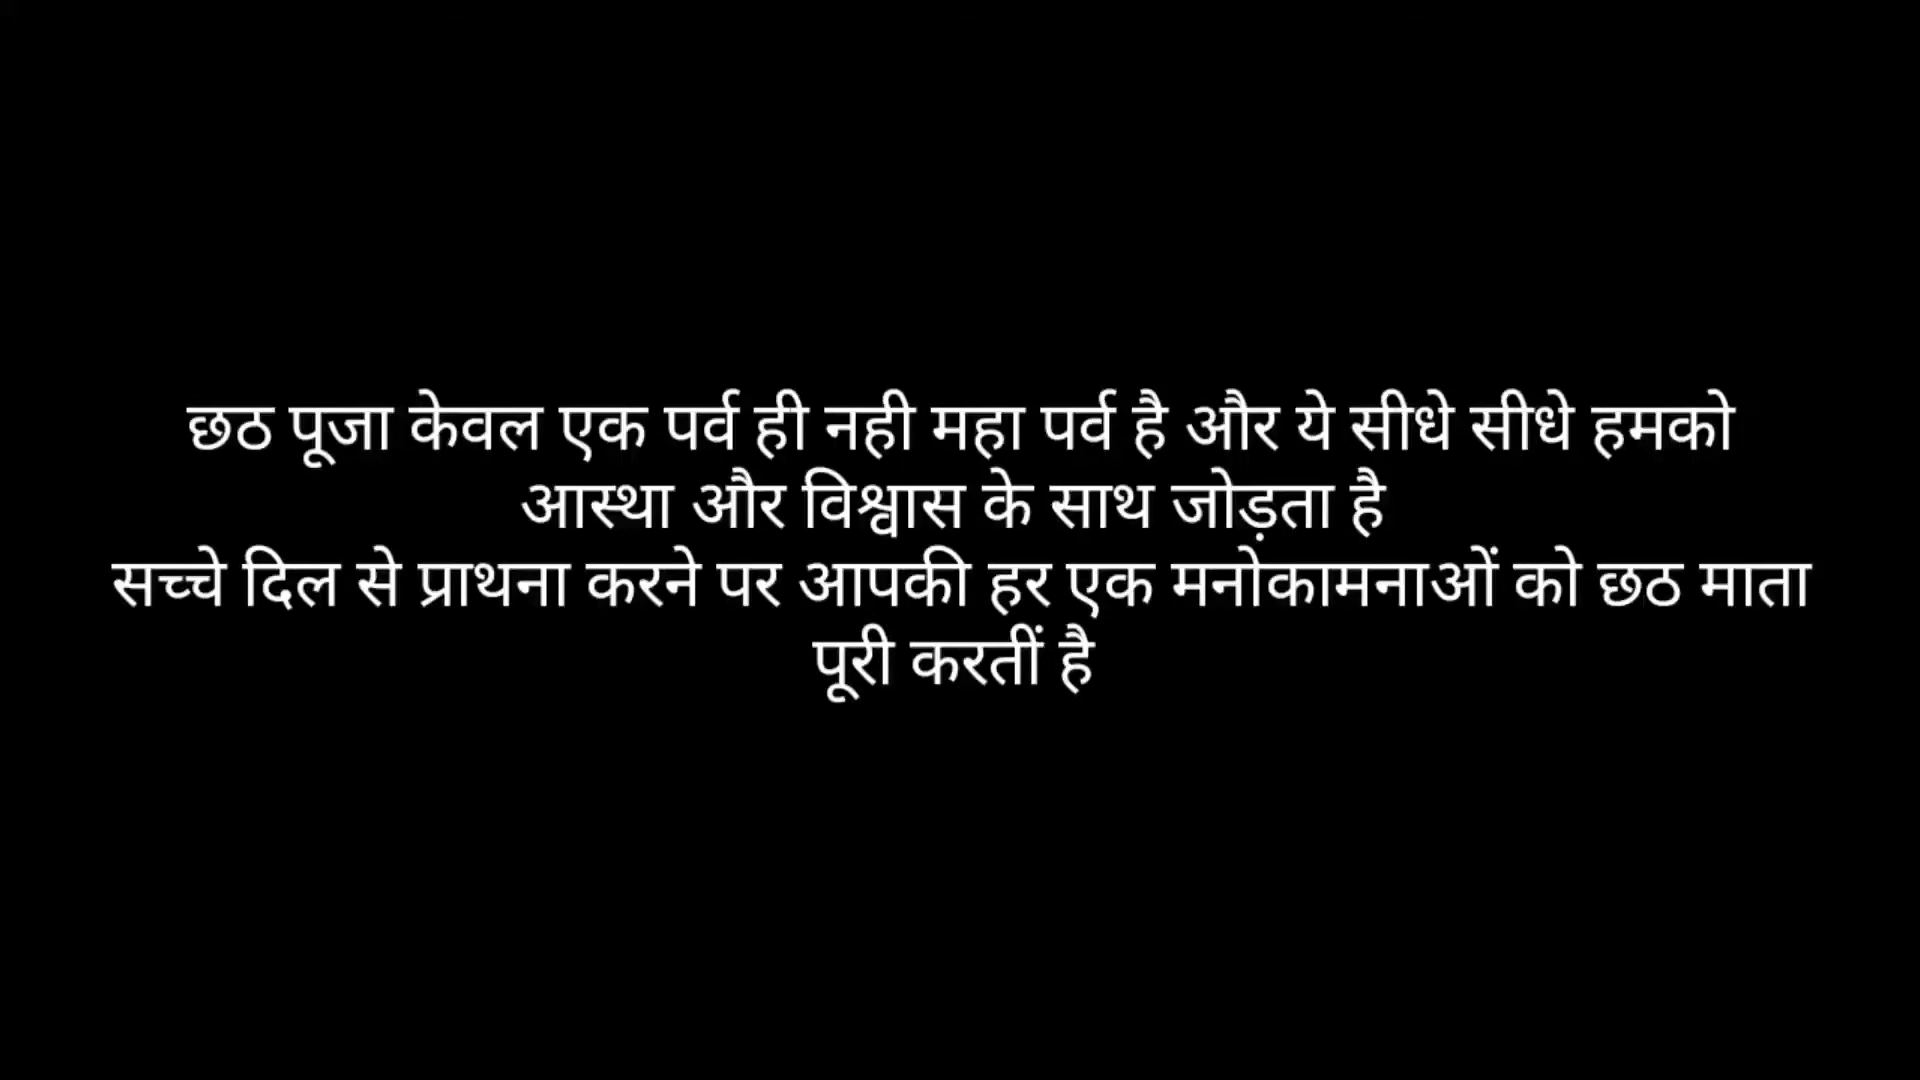 छठ पूजा केवल एक पर्व ही नही महा पर्व है और ये सीधे सीधे हमको
आस्था और विश्वास के साथ जोड़ता है
सच्चे दिल से प्राथना करने पर आपकी हर एक मनोकामनाओं को छठ माता
पूरी करतीं है